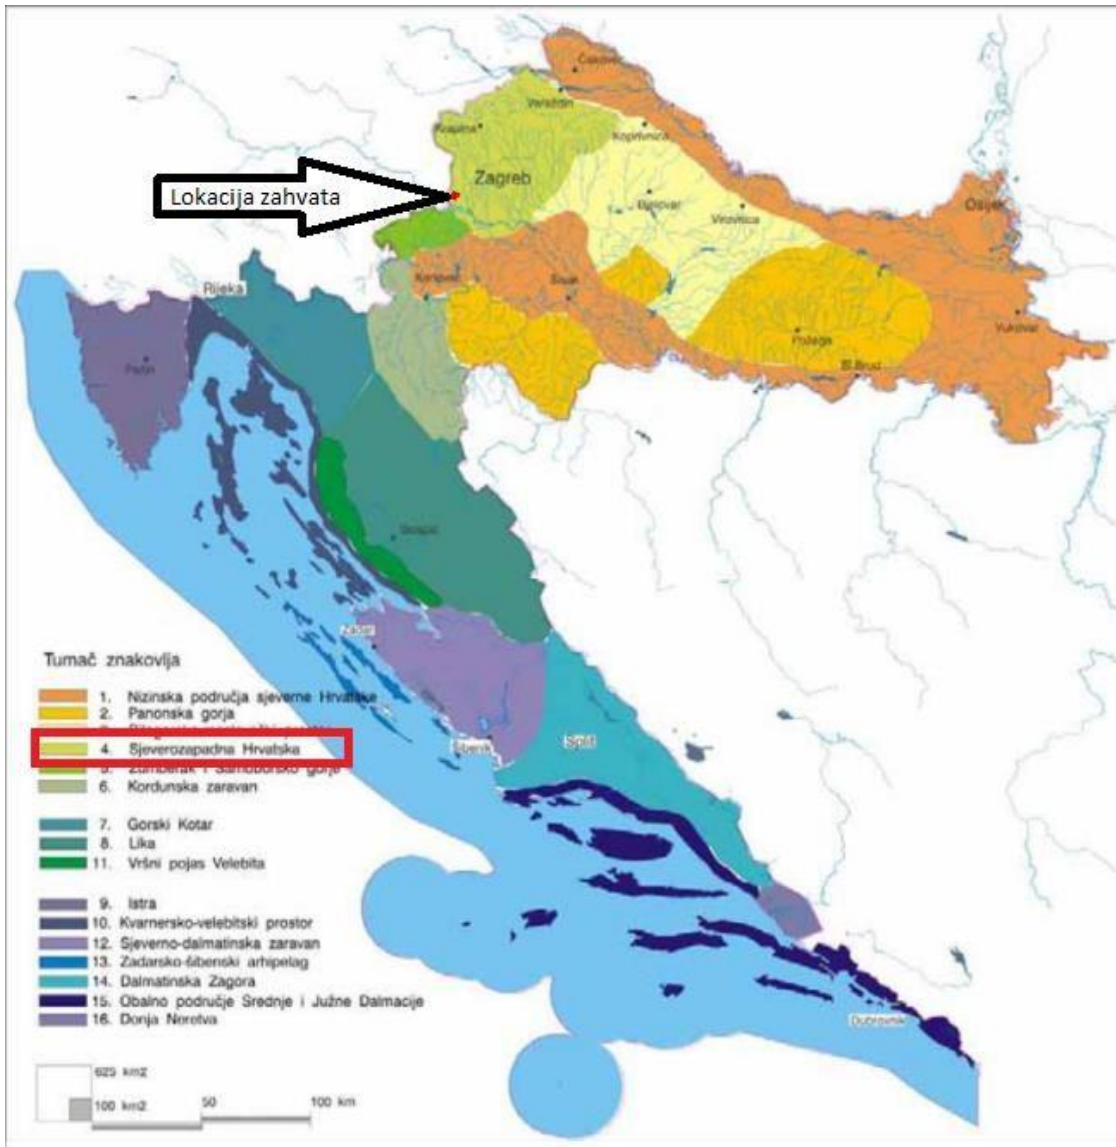 Čakovec
Varaždin
Krapina
Koprivnica
Zagreb
Lokacija zahvata
Bjelovar
Virovitica
Osijek
Karlovac
Sisak
Rijeka
Vukovar
Požega
Sl.Brod
Pazin
Gospić
Zadar
Šibenik
Split
Dubrovnik
Tumač znakovlja
1. Nizinska područja sjeverne Hrvatske
2. Panonska gorja
4. Sjeverozapadna Hrvatska
5. Žumberak i Samoborsko gorje
6. Kordunska zaravan
7. Gorski Kotar
8. Lika
11. Vršni pojas Velebita
9. Istra
10. Kvarnersko-velebitski prostor
12. Sjeverno-dalmatinska zaravan
13. Zadarsko-šibenski arhipelag
14. Dalmatinska Zagora
15. Obalno područje Srednje i Južne Dalmacije
16. Donja Neretva
625 km2
100 km2
50
100 km